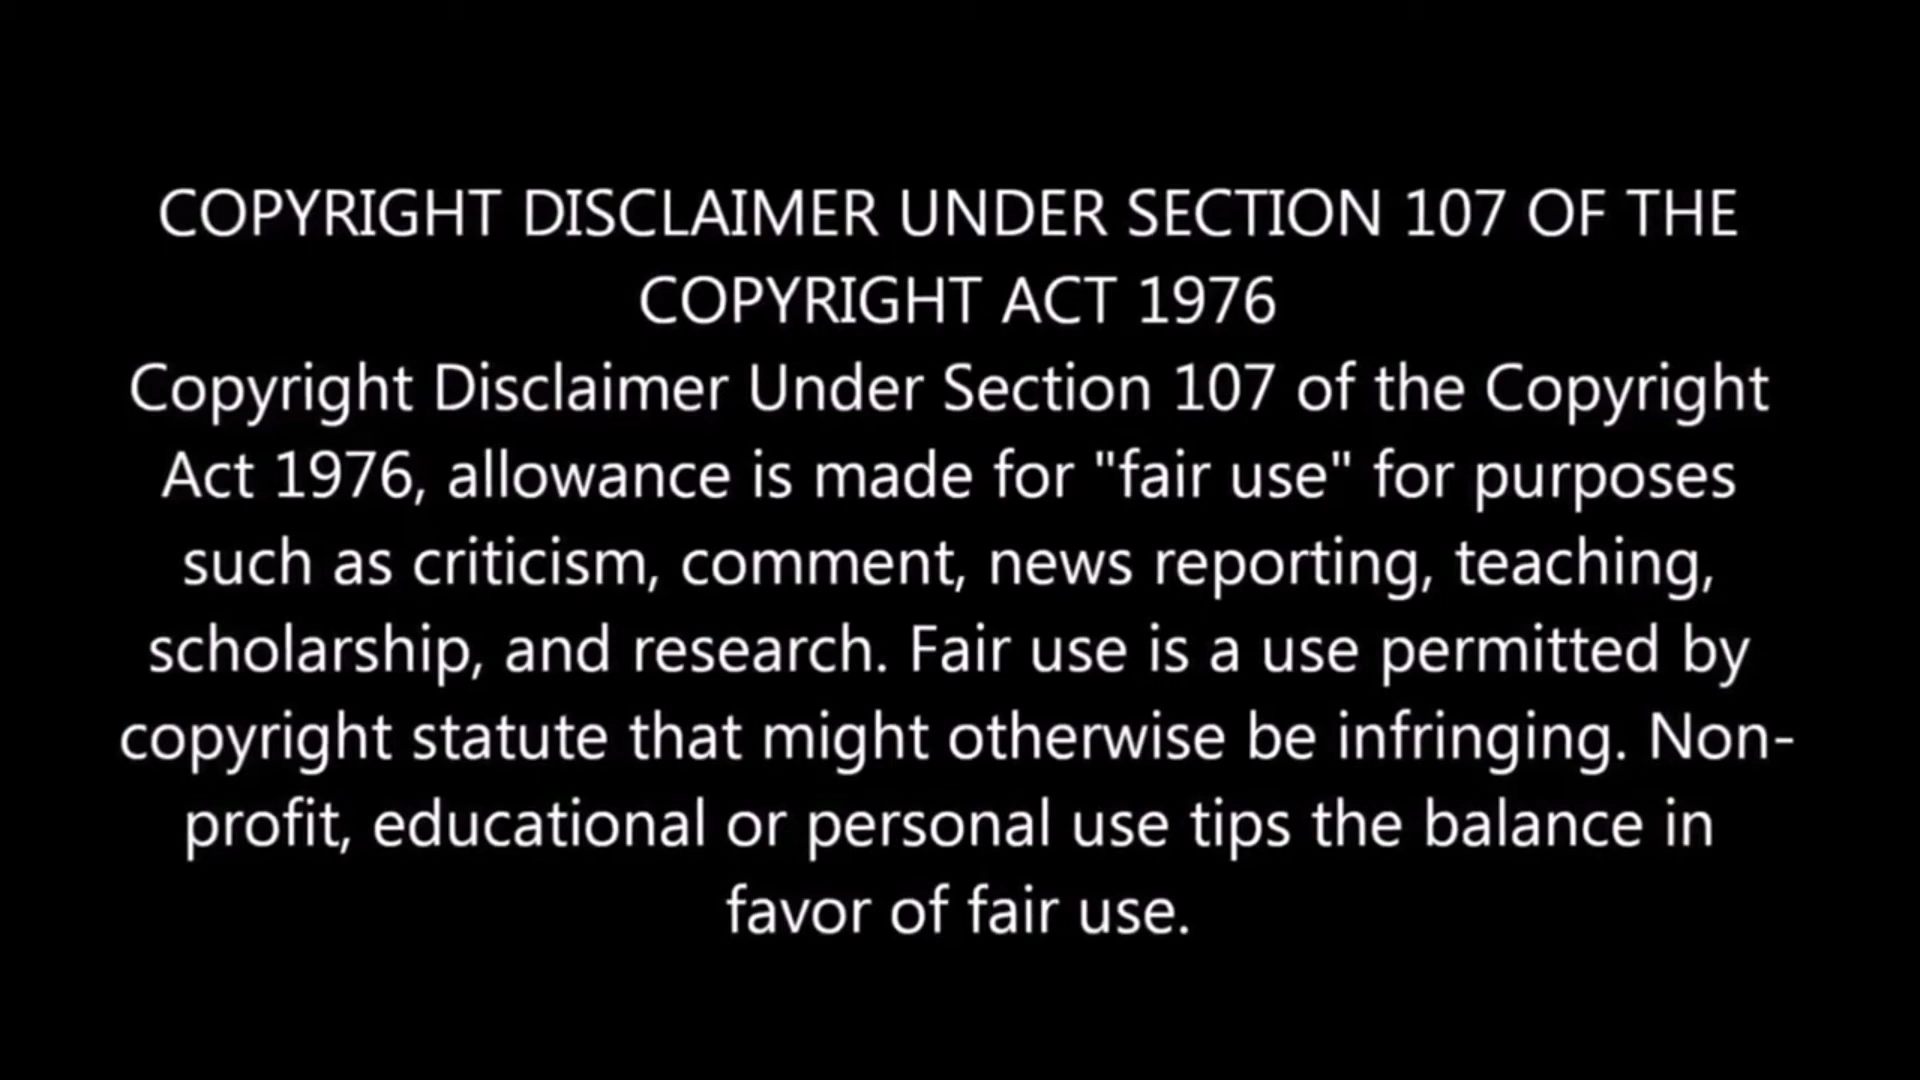 COPYRIGHT DISCLAIMER UNDER SECTION 107 OF THE
COPYRIGHT ACT 1976
Copyright Disclaimer Under Section 107 of the Copyright
Act 1976, allowance is made for "fair use" for purposes
such as criticism, comment, news reporting, teaching,
scholarship, and research. Fair use is a use permitted by
copyright statute that might otherwise be infringing. Non-
profit, educational or personal use tips the balance in
favor of fair use.